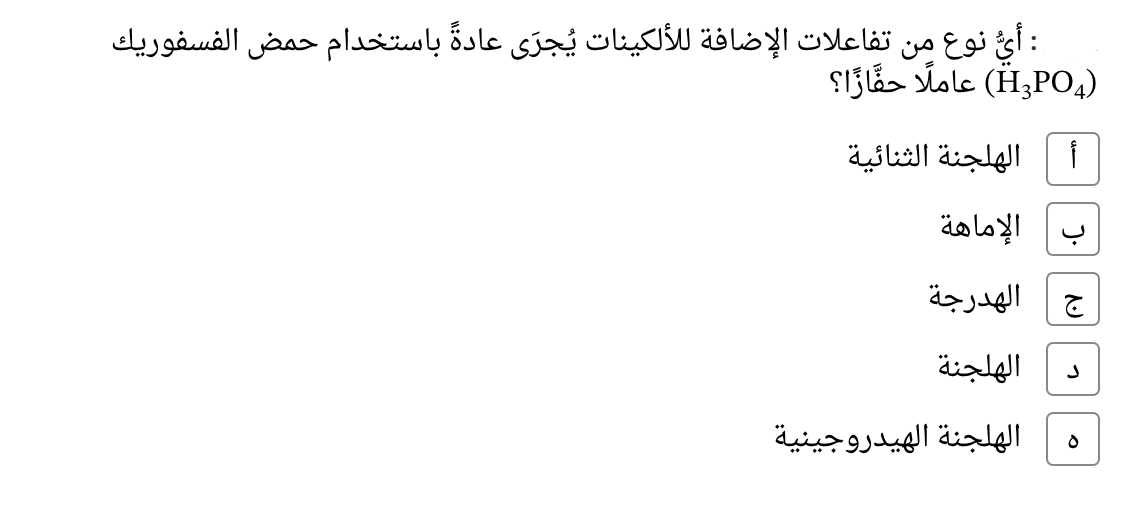 : أيُّ نوع من تفاعلات الإضافة للألكينات يُجرَى عادةً باستخدام حمض الفسفوريك
(H₃PO₄) عاملًا حفَّازًا؟
أ الهلجنة الثنائية
ب الإماهة
ج الهدرجة
د الهلجنة
ه الهلجنة الهيدروجينية